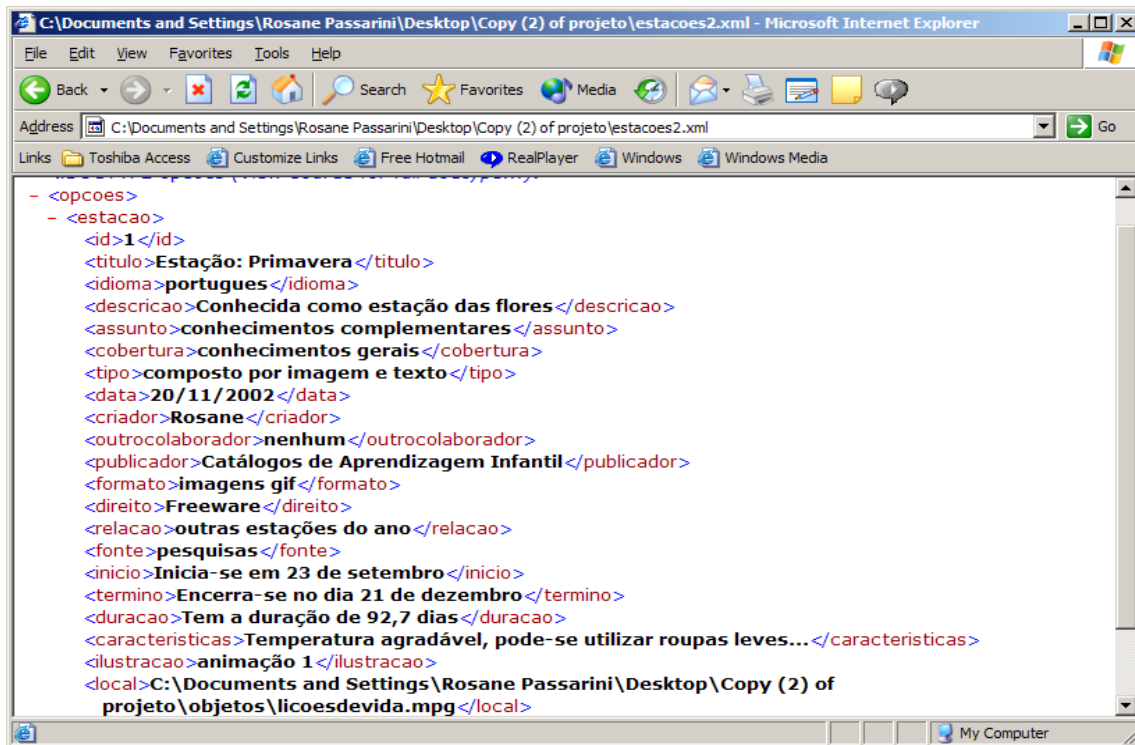 C:\Documents and Settings\Rosane Passarini\Desktop\Copy (2) of projeto\estacoes2.xml - Microsoft Internet Explorer
File Edit View Favorites Tools Help
Back Search Favorites Media
Address C:\Documents and Settings\Rosane Passarini\Desktop\Copy (2) of projeto\estacoes2.xml Go
Links Toshiba Access Customize Links Free Hotmail RealPlayer Windows Windows Media
- <opcoes>
- <estacao>
<id>1</id>
<titulo>Estação: Primavera</titulo>
<idioma>portugues</idioma>
<descricao>Conhecida como estação das flores</descricao>
<assunto>conhecimentos complementares</assunto>
<cobertura>conhecimentos gerais</cobertura>
<tipo>composto por imagem e texto</tipo>
<data>20/11/2002</data>
<criador>Rosane</criador>
<outrocolaborador>nenhum</outrocolaborador>
<publicador>Catálogos de Aprendizagem Infantil</publicador>
<formato>imagens gif</formato>
<direito>Freeware</direito>
<relacao>outras estações do ano</relacao>
<fonte>pesquisas</fonte>
<inicio>Inicia-se em 23 de setembro</inicio>
<termino>Encerra-se no dia 21 de dezembro</termino>
<duracao>Tem a duração de 92,7 dias</duracao>
<caracteristicas>Temperatura agradável, pode-se utilizar roupas leves...</caracteristicas>
<ilustracao>animação 1</ilustracao>
<local>C:\Documents and Settings\Rosane Passarini\Desktop\Copy (2) of
projeto\objetos\licoesdevida.mpg</local>
My Computer